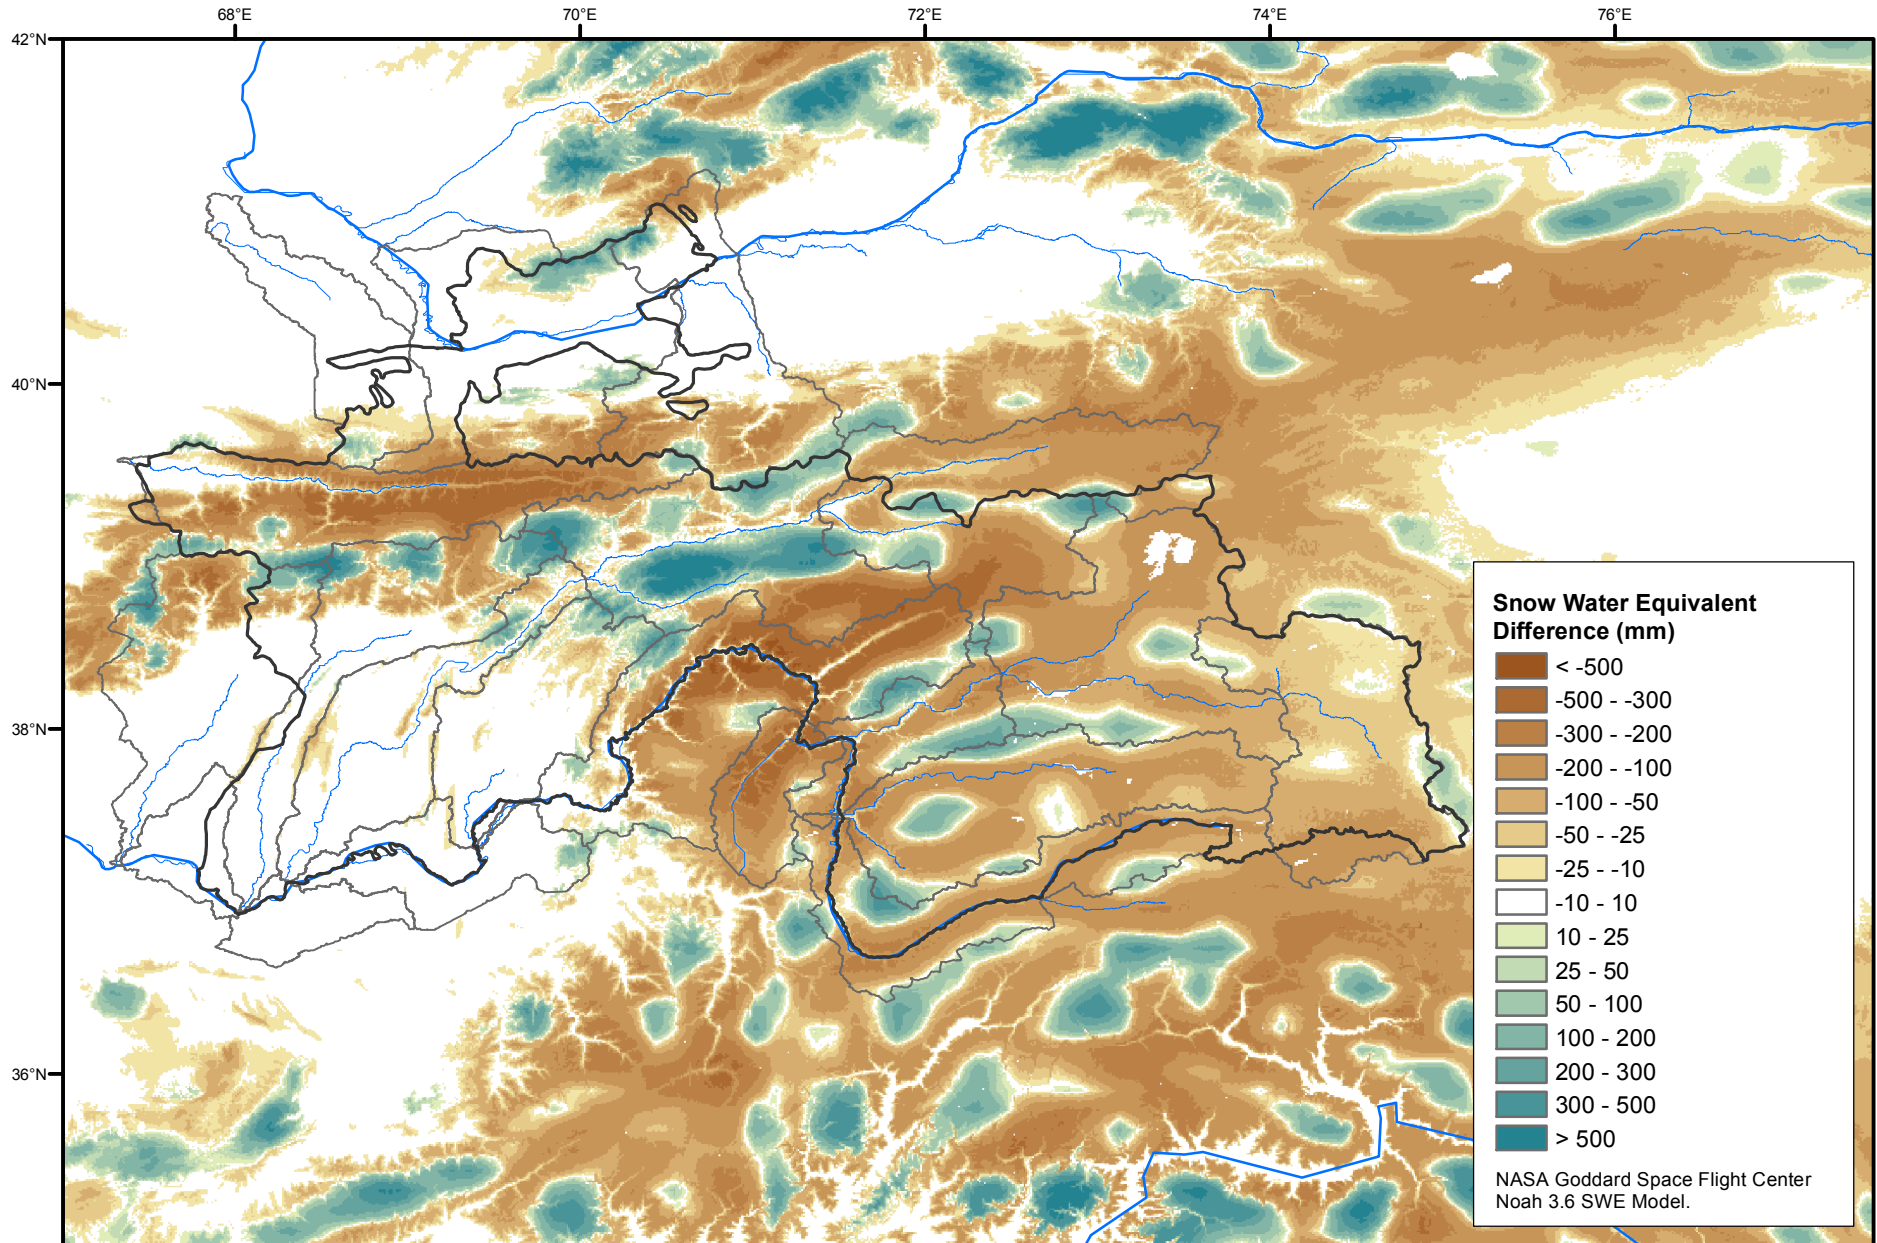 68°E 70°E 72°E 74°E 76°E
42°N
40°N
38°N
36°N
Snow Water Equivalent
Difference (mm)
< -500
-500 - -300
-300 - -200
-200 - -100
-100 - -50
-50 - -25
-25 - -10
-10 - 10
10 - 25
25 - 50
50 - 100
100 - 200
200 - 300
300 - 500
> 500
NASA Goddard Space Flight Center
Noah 3.6 SWE Model.